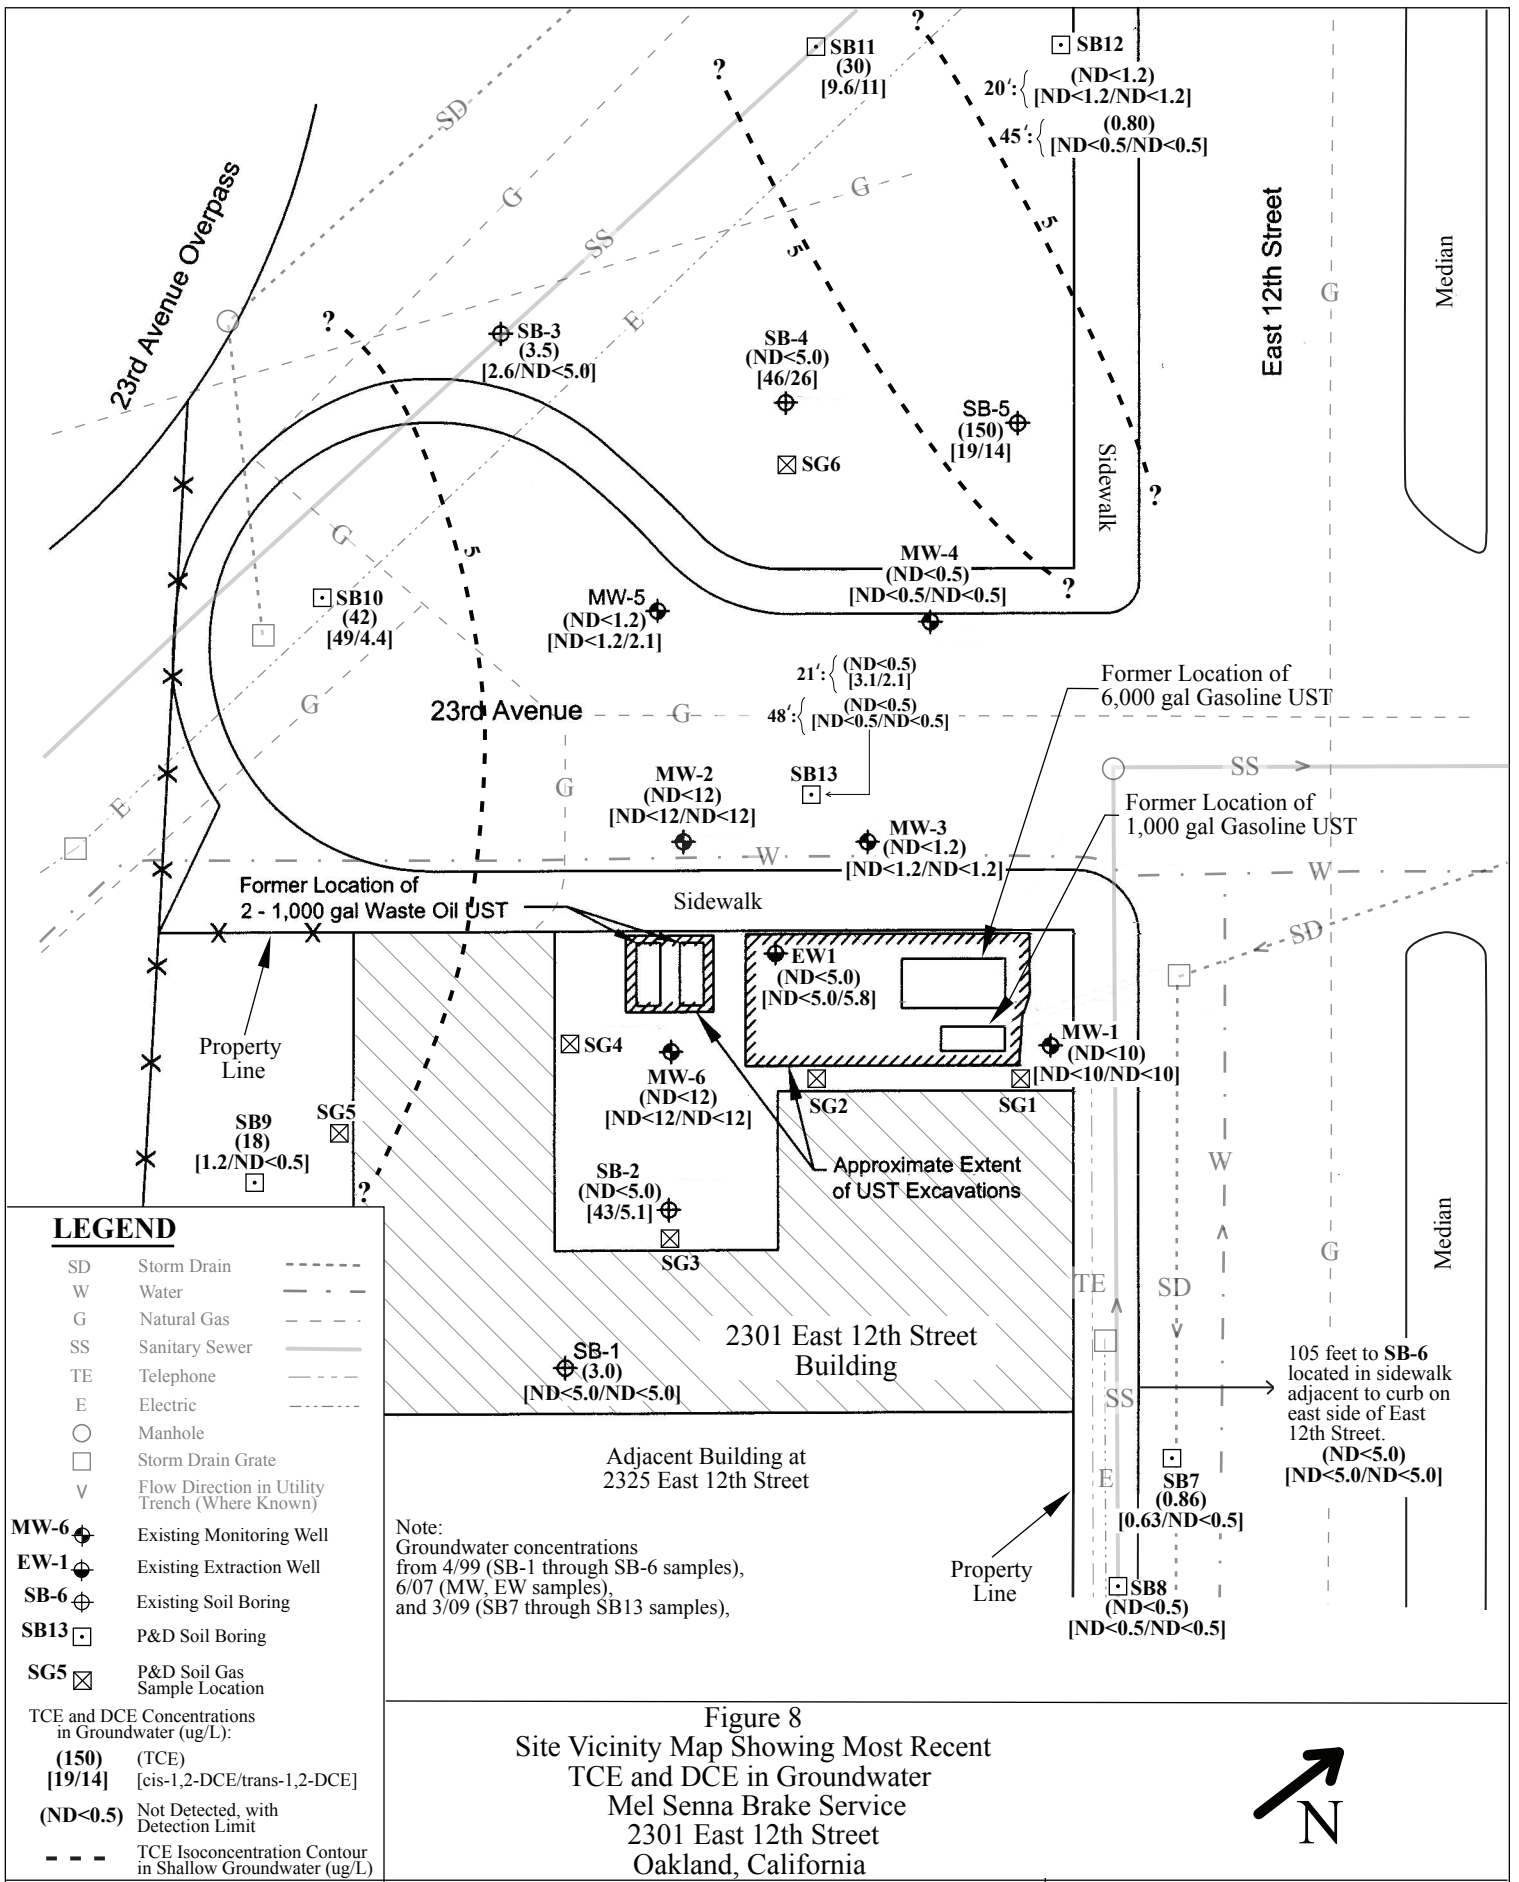 ?
?
SB11
(30)
[9.6/11]
SB12
20': { (ND<1.2)
[ND<1.2/ND<1.2]
45': { (0.80)
[ND<0.5/ND<0.5]
SD
23rd Avenue Overpass
G
G
SS
5
5
East 12th Street
Median
G
E
?
SB-3
(3.5)
[2.6/ND<5.0]
SB-4
(ND<5.0)
[46/26]
SB-5
(150)
[19/14]
SG6
Sidewalk
?
G
5
MW-4
(ND<0.5)
[ND<0.5/ND<0.5]
?
SB10
(42)
[49/4.4]
MW-5
(ND<1.2)
[ND<1.2/2.1]
21': { (ND<0.5)
[3.1/2.1]
48': { (ND<0.5)
[ND<0.5/ND<0.5]
Former Location of
6,000 gal Gasoline UST
G
23rd Avenue
G
SS
MW-2
(ND<12)
[ND<12/ND<12]
SB13
G
E
Former Location of
1,000 gal Gasoline UST
MW-3
(ND<1.2)
[ND<1.2/ND<1.2]
W
W
Former Location of
2 - 1,000 gal Waste Oil UST
Sidewalk
SD
EW1
(ND<5.0)
[ND<5.0/5.8]
Property
Line
SG4
MW-1
(ND<10)
[ND<10/ND<10]
MW-6
(ND<12)
[ND<12/ND<12]
SG2
SG1
SG5
SB9
(18)
[1.2/ND<0.5]
W
?
Approximate Extent
of UST Excavations
SB-2
(ND<5.0)
[43/5.1]
SG3
G
Median
TE
SD
2301 East 12th Street
Building
SB-1
(3.0)
[ND<5.0/ND<5.0]
SS
105 feet to SB-6
located in sidewalk
adjacent to curb on
east side of East
12th Street.
(ND<5.0)
[ND<5.0/ND<5.0]
Adjacent Building at
2325 East 12th Street
E
SB7
(0.86)
[0.63/ND<0.5]
Note:
Groundwater concentrations
from 4/99 (SB-1 through SB-6 samples),
6/07 (MW, EW samples),
and 3/09 (SB7 through SB13 samples),
Property
Line
SB8
(ND<0.5)
[ND<0.5/ND<0.5]
LEGEND
SD Storm Drain
W Water
G Natural Gas
SS Sanitary Sewer
TE Telephone
E Electric
Manhole
Storm Drain Grate
Flow Direction in Utility
Trench (Where Known)
MW-6 Existing Monitoring Well
EW-1 Existing Extraction Well
SB-6 Existing Soil Boring
SB13 P&D Soil Boring
SG5 P&D Soil Gas
Sample Location
TCE and DCE Concentrations
in Groundwater (ug/L):
(150) (TCE)
[19/14] [cis-1,2-DCE/trans-1,2-DCE]
(ND<0.5) Not Detected, with
Detection Limit
TCE Isoconcentration Contour
in Shallow Groundwater (ug/L)
Figure 8
Site Vicinity Map Showing Most Recent
TCE and DCE in Groundwater
Mel Senna Brake Service
2301 East 12th Street
Oakland, California
N